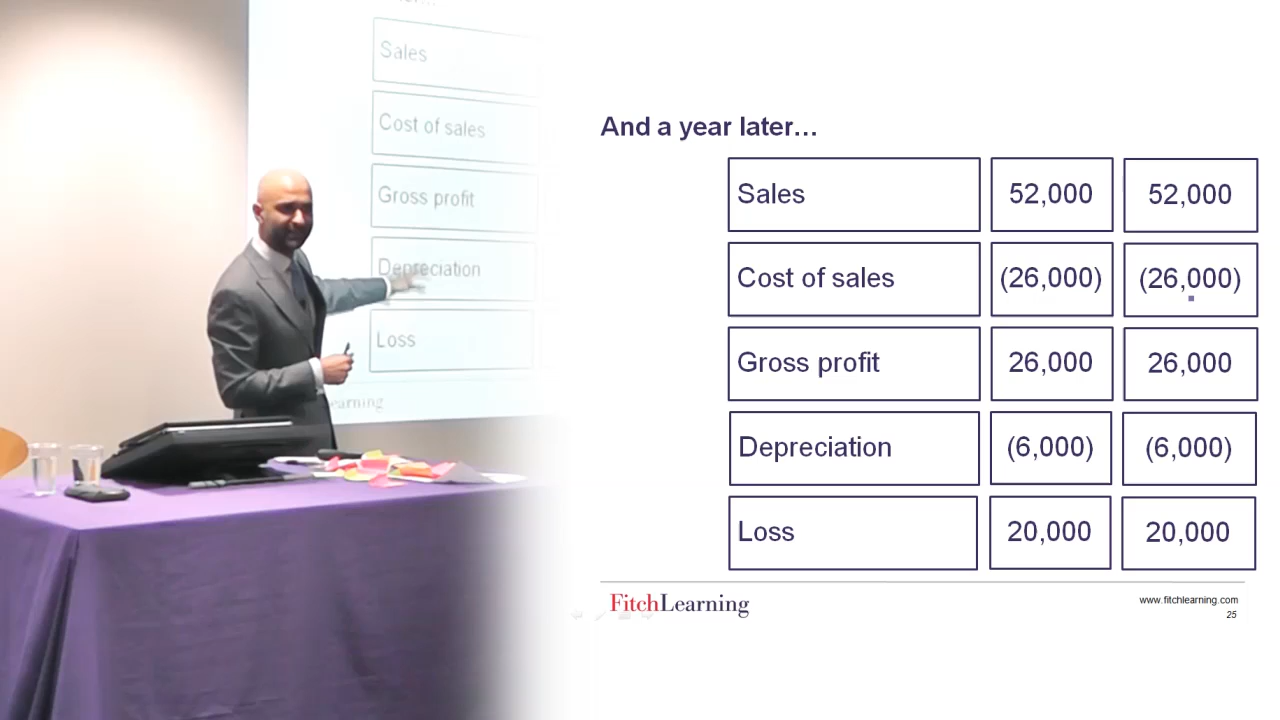 Sales
Cost of sales
Gross profit
Depreciation
Loss
earning
And a year later…
Sales 52,000 52,000
Cost of sales (26,000) (26,000)
Gross profit 26,000 26,000
Depreciation (6,000) (6,000)
Loss 20,000 20,000
FitchLearning
www.fitchlearning.com
25